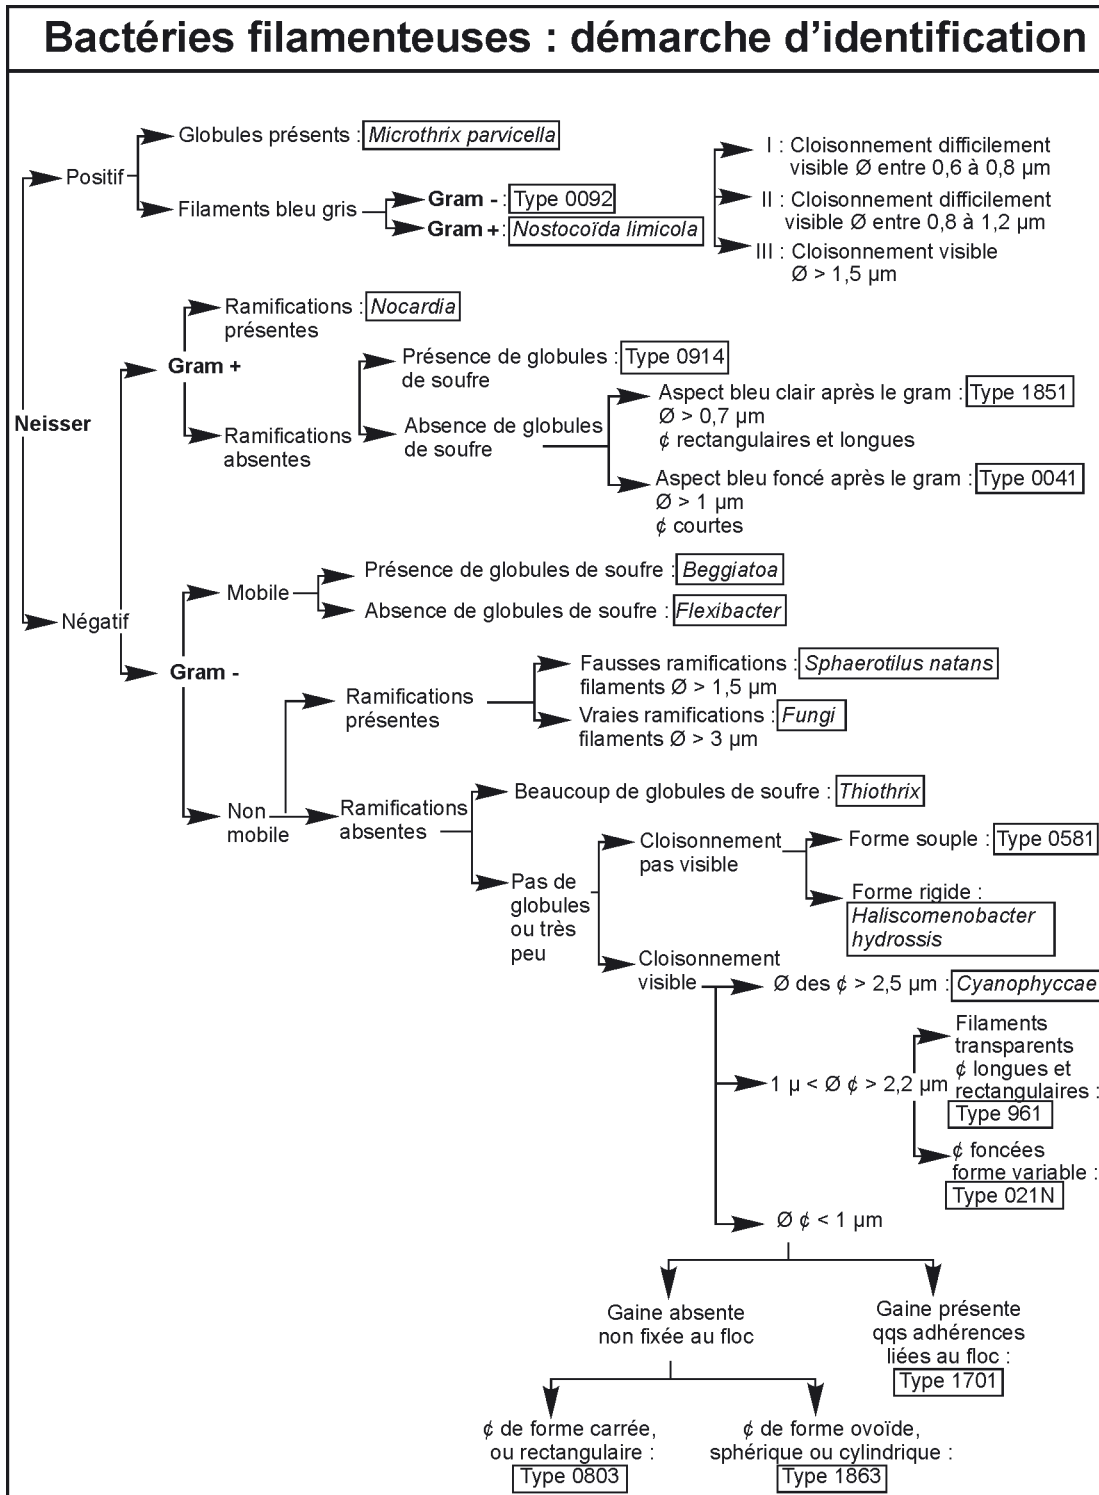 Bactéries filamenteuses : démarche d'identification
Globules présents : Microthrix parvicella
Positif
Filaments bleu gris
Gram - : Type 0092
Gram + : Nostocoïda limicola
I : Cloisonnement difficilement
visible Ø entre 0,6 à 0,8 µm
II : Cloisonnement difficilement
visible Ø entre 0,8 à 1,2 µm
III : Cloisonnement visible
Ø > 1,5 µm
Neisser
Ramifications : Nocardia
présentes
Gram +
Ramifications
absentes
Présence de globules : Type 0914
de soufre
Absence de globules
de soufre
Aspect bleu clair après le gram : Type 1851
Ø > 0,7 µm
¢ rectangulaires et longues
Aspect bleu foncé après le gram : Type 0041
Ø > 1 µm
¢ courtes
Négatif
Gram -
Mobile
Présence de globules de soufre : Beggiatoa
Absence de globules de soufre : Flexibacter
Ramifications
présentes
Fausses ramifications : Sphaerotilus natans
filaments Ø > 1,5 µm
Vraies ramifications : Fungi
filaments Ø > 3 µm
Non
mobile
Ramifications
absentes
Beaucoup de globules de soufre : Thiothrix
Pas de
globules
ou très
peu
Cloisonnement
pas visible
Forme souple : Type 0581
Forme rigide :
Haliscomenobacter
hydrossis
Cloisonnement
visible
Ø des ¢ > 2,5 µm : Cyanophyccae
1 µ < Ø ¢ > 2,2 µm
Filaments
transparents
¢ longues et
rectangulaires :
Type 961
¢ foncées
forme variable :
Type 021N
Ø ¢ < 1 µm
Gaine absente
non fixée au floc
Gaine présente
qqs adhérences
liées au floc :
Type 1701
¢ de forme carrée,
ou rectangulaire :
Type 0803
¢ de forme ovoïde,
sphérique ou cylindrique :
Type 1863